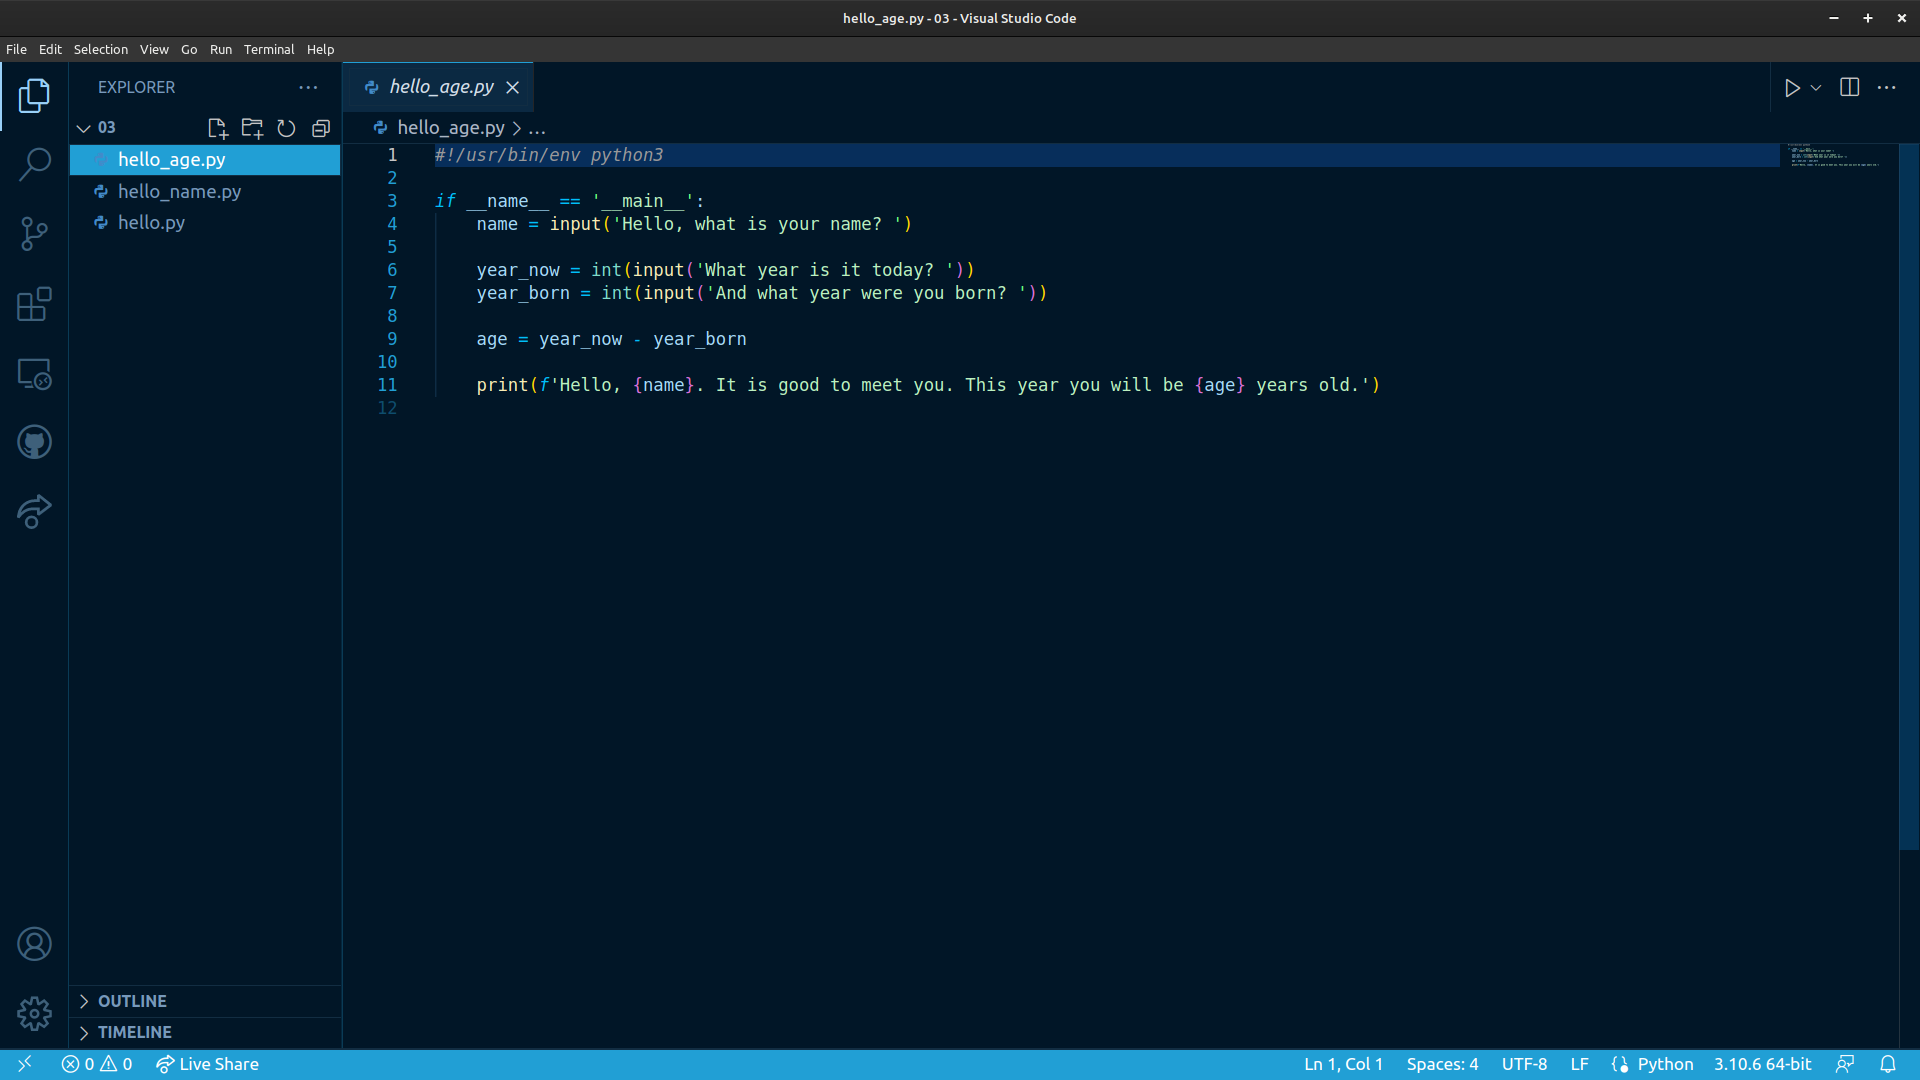 hello_age.py - 03 - Visual Studio Code
File Edit Selection View Go Run Terminal Help
EXPLORER
03
hello_age.py
hello_name.py
hello.py
OUTLINE
TIMELINE
hello_age.py
hello_age.py > ...
1 #!/usr/bin/env python3
2
3 if __name__ == '__main__':
4     name = input('Hello, what is your name? ')
5
6     year_now = int(input('What year is it today? '))
7     year_born = int(input('And what year were you born? '))
8
9     age = year_now - year_born
10
11     print(f'Hello, {name}. It is good to meet you. This year you will be {age} years old.')
12
0 0 Live Share Ln 1, Col 1 Spaces: 4 UTF-8 LF Python 3.10.6 64-bit